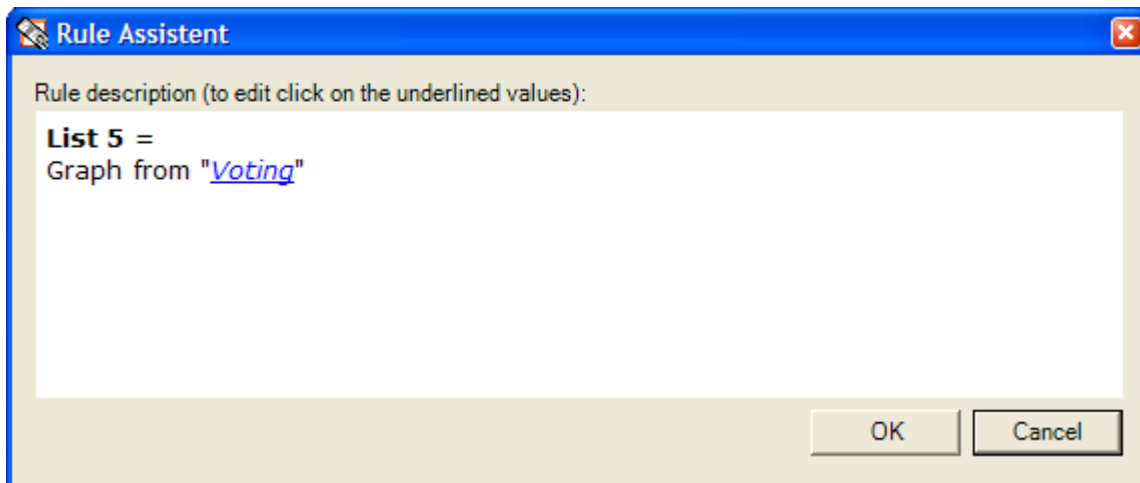 Rule Assistent
Rule description (to edit click on the underlined values):
List 5 =
Graph from "Voting"
OK
Cancel